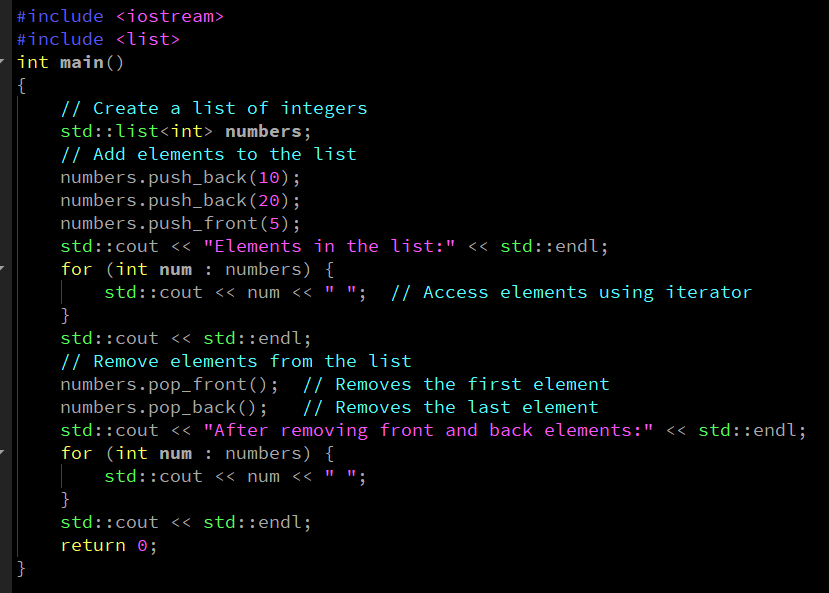 #include <iostream>
#include <list>
int main()
{
    // Create a list of integers
    std::list<int> numbers;
    // Add elements to the list
    numbers.push_back(10);
    numbers.push_back(20);
    numbers.push_front(5);
    std::cout << "Elements in the list:" << std::endl;
    for (int num : numbers) {
        std::cout << num << " ";  // Access elements using iterator
    }
    std::cout << std::endl;
    // Remove elements from the list
    numbers.pop_front();  // Removes the first element
    numbers.pop_back();   // Removes the last element
    std::cout << "After removing front and back elements:" << std::endl;
    for (int num : numbers) {
        std::cout << num << " ";
    }
    std::cout << std::endl;
    return 0;
}